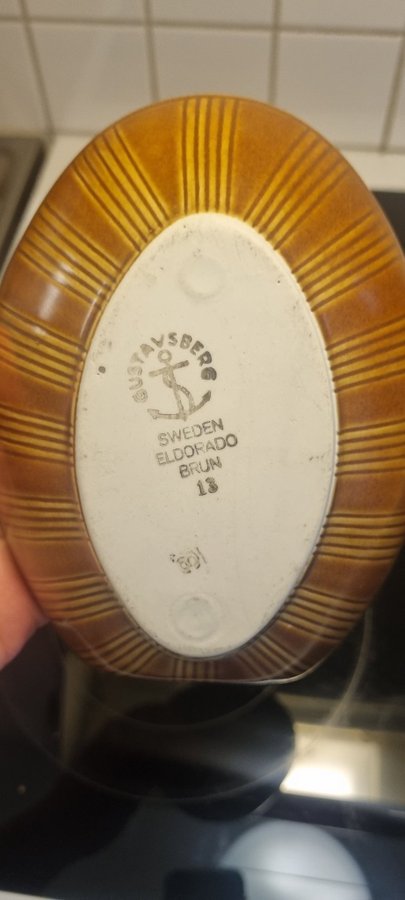 GUSTAVSBERG
SWEDEN
ELDORADO
BRUN
13